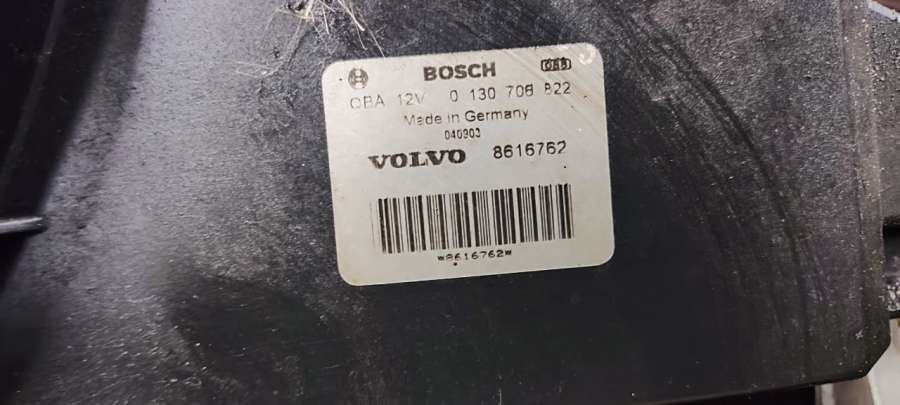 BOSCH
CBA 12V 0 130 706 822
Made in Germany
040903
VOLVO 8616762
*8616762*